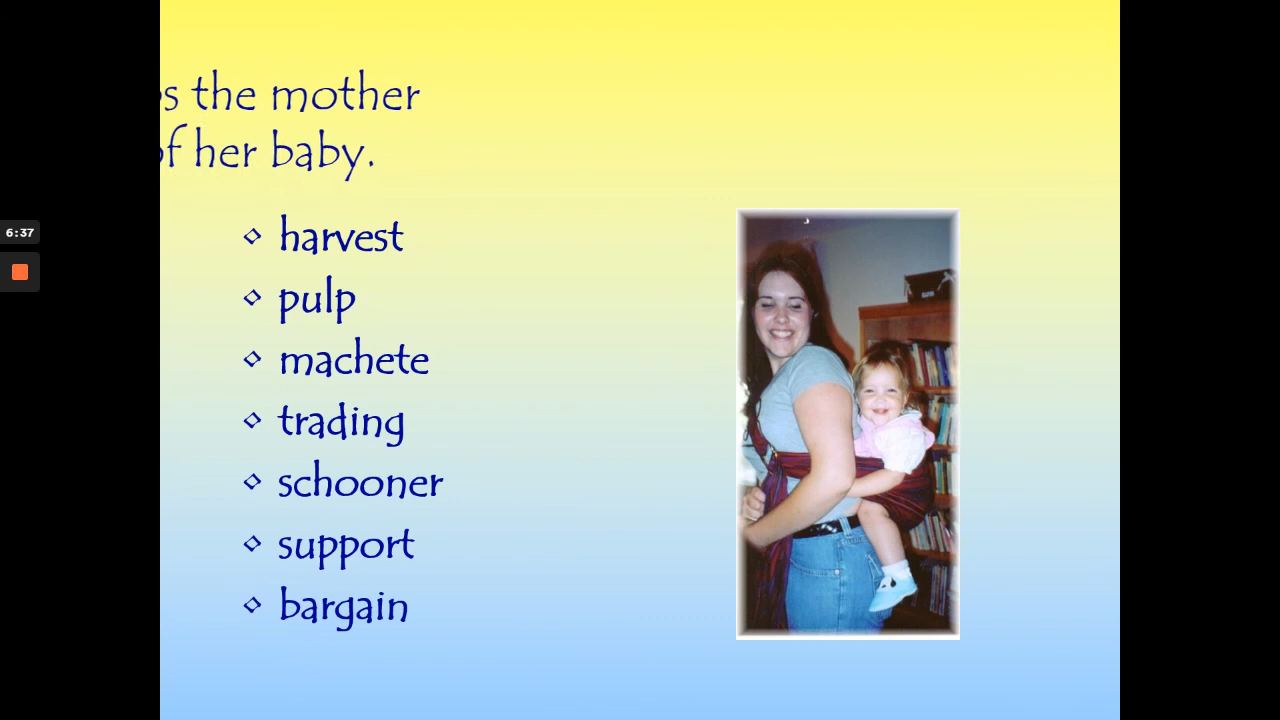 s the mother
of her baby.
harvest
pulp
machete
trading
schooner
support
bargain
6:37